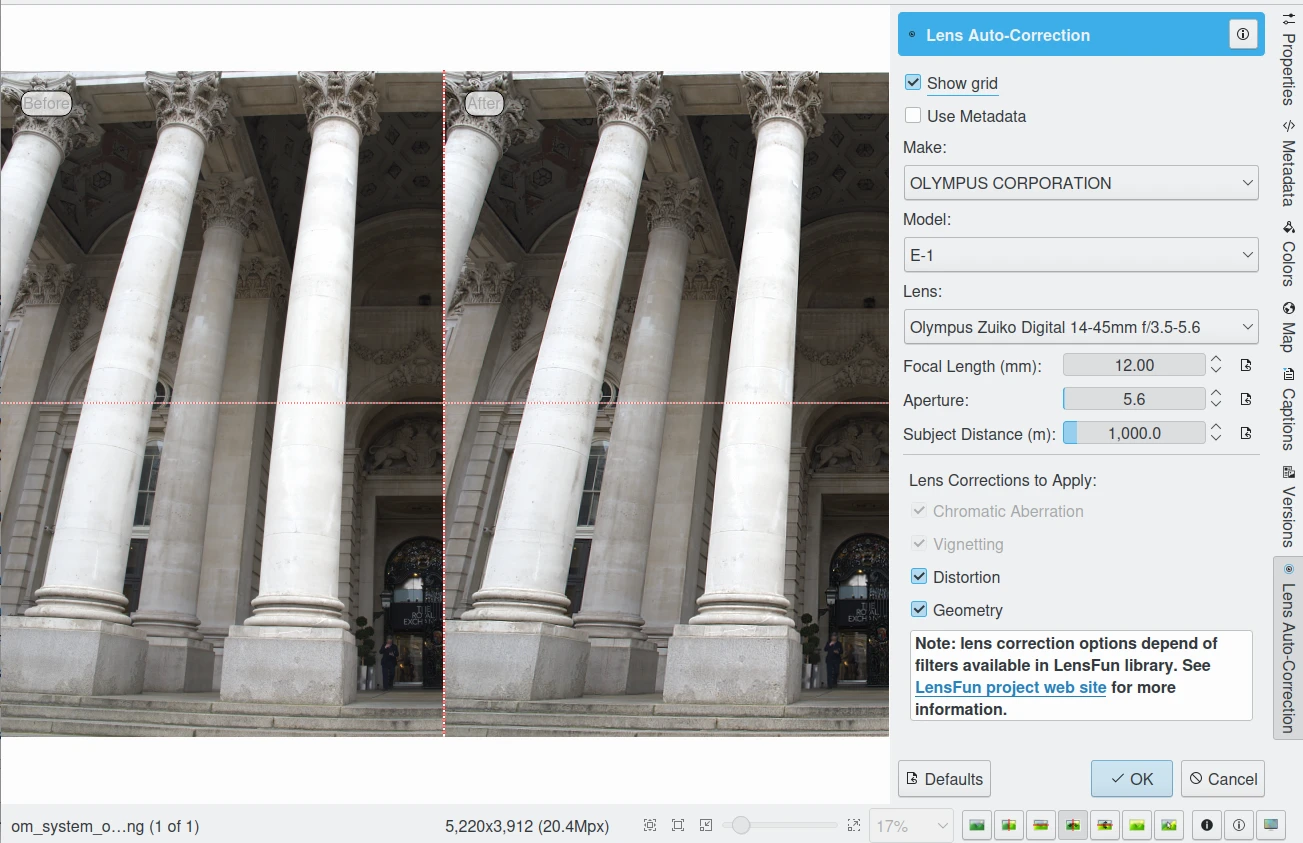 Before
After
THE
ROYAL
EXCH
Lens Auto-Correction
Show grid
Use Metadata
Make:
OLYMPUS CORPORATION
Model:
E-1
Lens:
Olympus Zuiko Digital 14-45mm f/3.5-5.6
Focal Length (mm): 12.00
Aperture: 5.6
Subject Distance (m): 1,000.0
Lens Corrections to Apply:
Chromatic Aberration
Vignetting
Distortion
Geometry
Note: lens correction options depend of
filters available in LensFun library. See
LensFun project web site for more
information.
Defaults
OK
Cancel
Properties
Metadata
Colors
Map
Captions
Versions
Lens Auto-Correction
om_system_o...ng (1 of 1)
5,220x3,912 (20.4Mpx)
17%